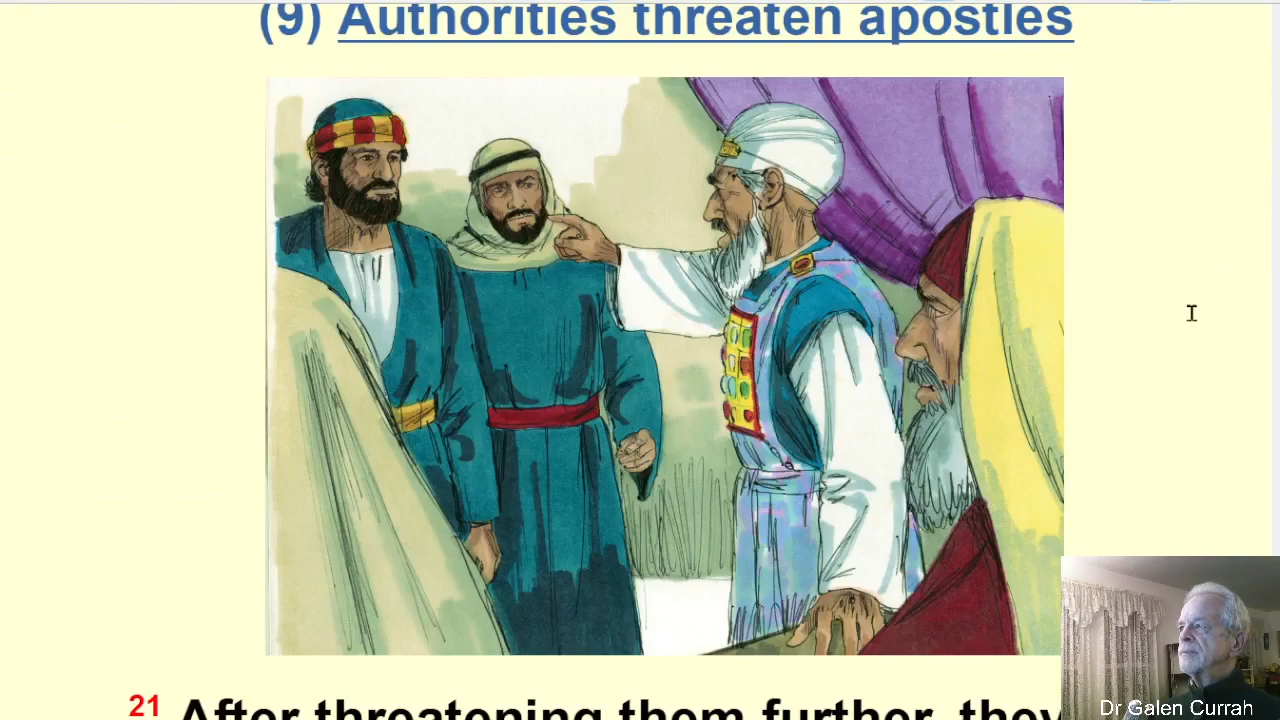 (9) Authorities threaten apostles
21 After threatening them further, they
Dr Galen Currah